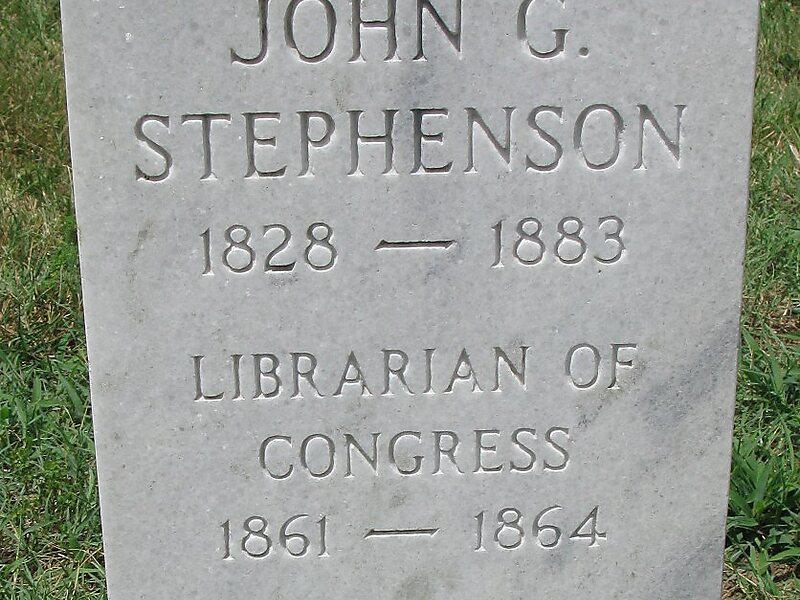 JOHN G.
STEPHENSON
1828 — 1883
LIBRARIAN OF
CONGRESS
1861 — 1864